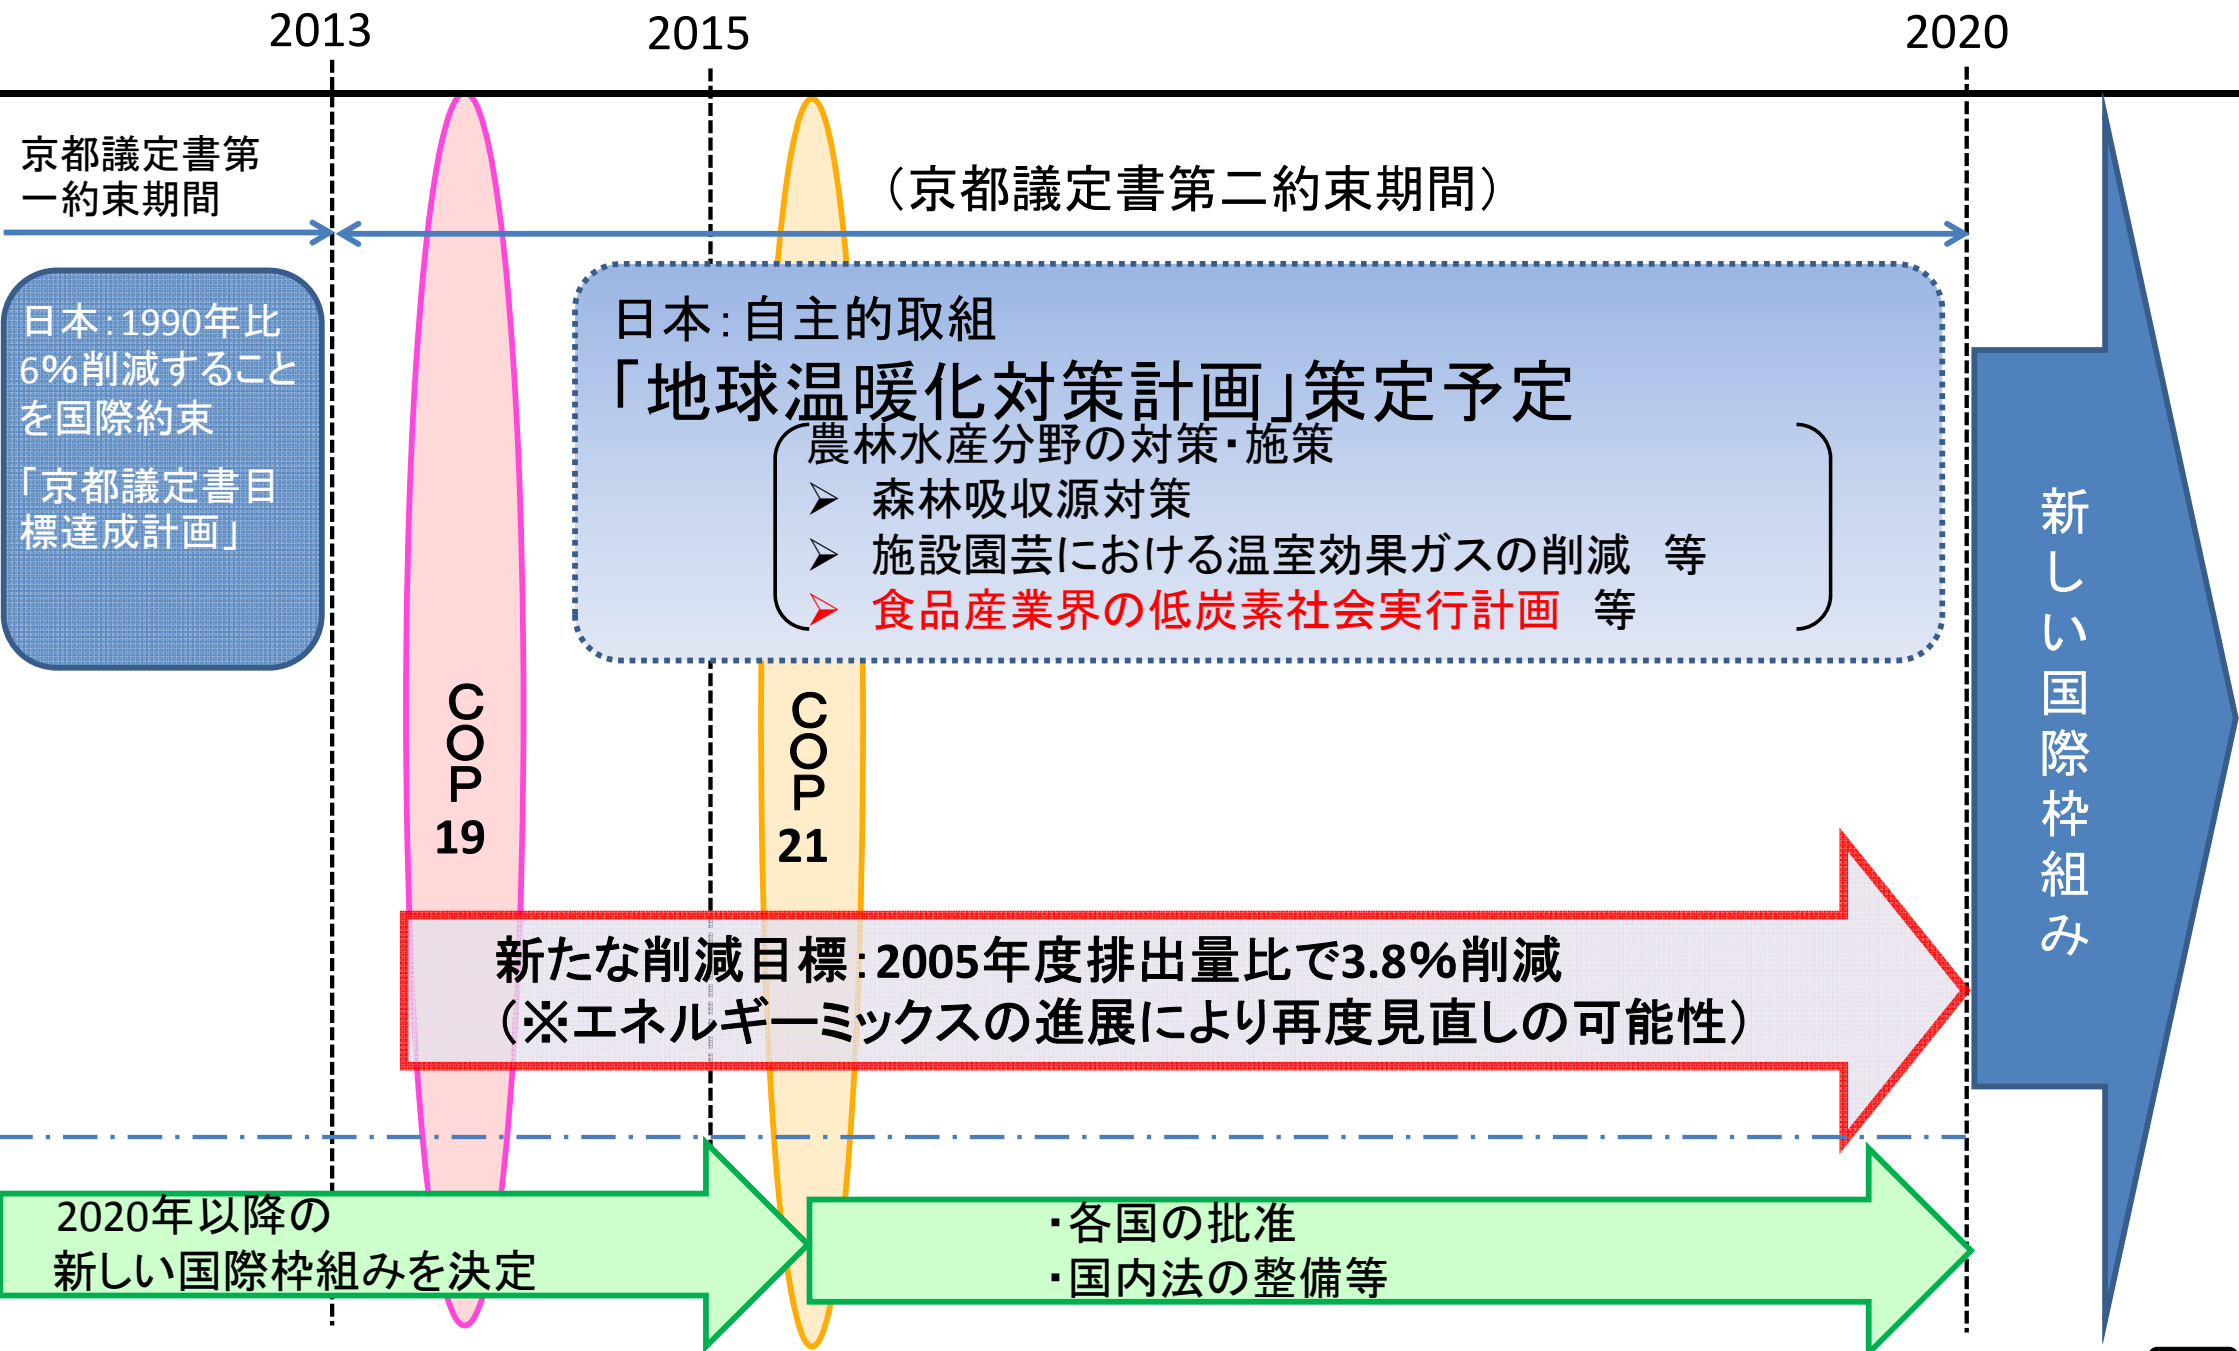 2013
2015
2020
京都議定書第
一約束期間
（京都議定書第二約束期間）
日本：1990年比
6%削減すること
を国際約束
「京都議定書目
標達成計画」
日本：自主的取組
「地球温暖化対策計画」策定予定
農林水産分野の対策・施策
➢ 森林吸収源対策
➢ 施設園芸における温室効果ガスの削減　等
➢ 食品産業界の低炭素社会実行計画　等
COP
19
COP
21
新しい国際枠組み
新たな削減目標：2005年度排出量比で3.8%削減
（※エネルギーミックスの進展により再度見直しの可能性）
2020年以降の
新しい国際枠組みを決定
・各国の批准
・国内法の整備等